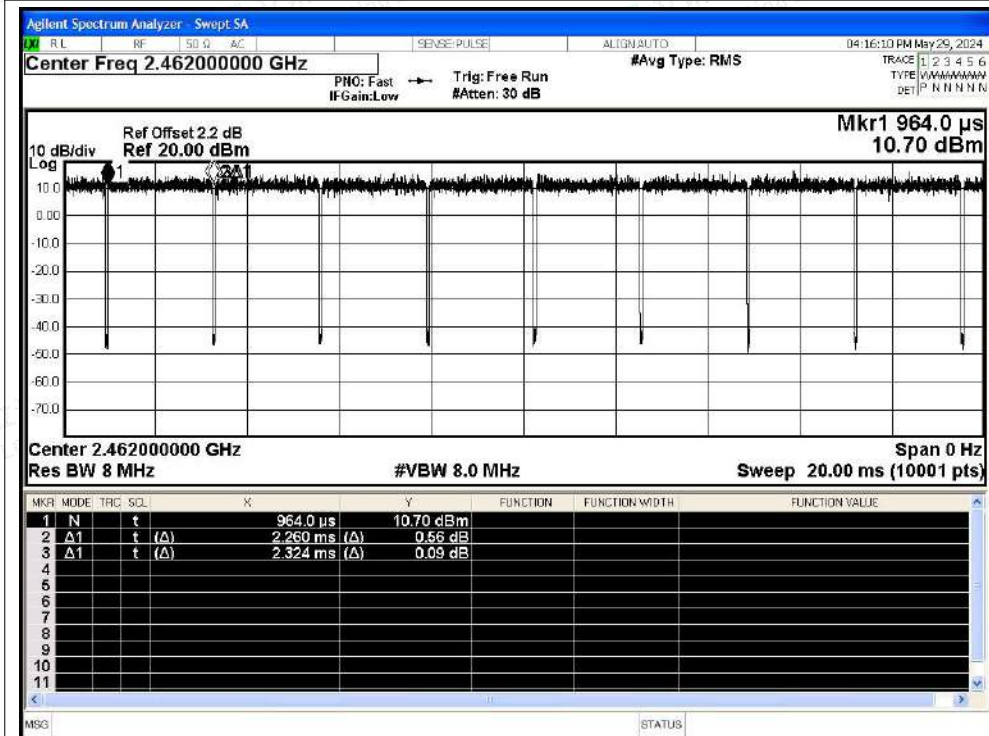 Agilent Spectrum Analyzer - Swept SA
LXI RL RF 50 Ω AC SENSE:PULSE ALIGN AUTO 04:16:10 PM May 29, 2024
Center Freq 2.462000000 GHz #Avg Type: RMS TRACE 1 2 3 4 5 6
PNO: Fast Trig: Free Run TYPE
IFGain:Low #Atten: 30 dB DET P N N N N N
Mkr1 964.0 µs
Ref Offset 2.2 dB
10 dB/div Ref 20.00 dBm 10.70 dBm
Log
1 3Δ1
10.0
0.00
-10.0
-20.0
-30.0
-40.0
-50.0
-60.0
-70.0
Center 2.462000000 GHz Span 0 Hz
Res BW 8 MHz #VBW 8.0 MHz Sweep 20.00 ms (10001 pts)
MKR MODE TRC SCL X Y FUNCTION FUNCTION WIDTH FUNCTION VALUE
1 N t 964.0 µs 10.70 dBm
2 Δ1 t (Δ) 2.260 ms (Δ) 0.56 dB
3 Δ1 t (Δ) 2.324 ms (Δ) 0.09 dB
4
5
6
7
8
9
10
11
MSG STATUS